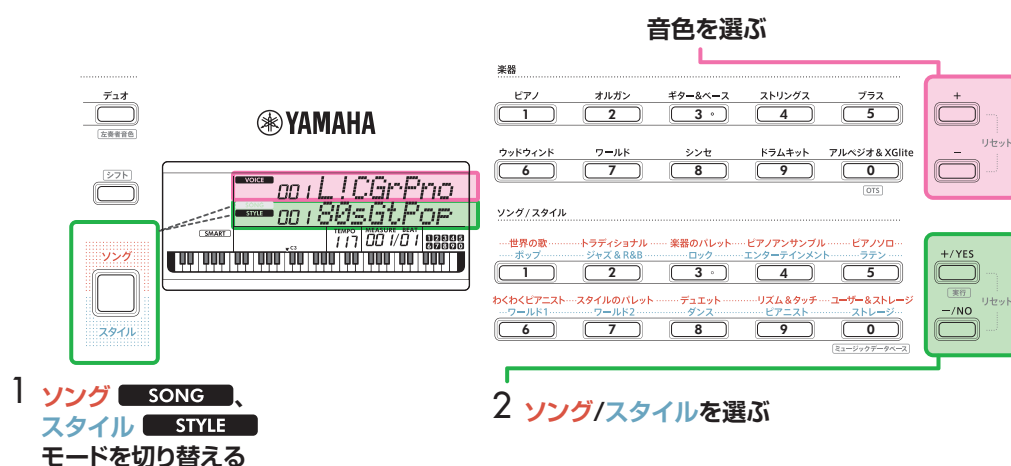 音色を選ぶ
楽器
デュオ
左奏者音色
シフト
ソング
スタイル
YAMAHA
VOICE 001 L!CGrPno
STYLE 001 80sGtPop
SMART
TEMPO MEASURE BEAT
117 001/01 1 2 3 4 5
6 7 8 9 0
C3
ピアノ オルガン ギター&ベース ストリングス ブラス
1 2 3 4 5
ウッドウィンド ワールド シンセ ドラムキット アルペジオ & XGlite
6 7 8 9 0
OTS
+
リセット
−
ソング/スタイル
世界の歌 トラディショナル 楽器のパレット ピアノアンサンブル ピアノソロ
ポップ ジャズ & R&B ロック エンターテインメント ラテン
1 2 3 4 5
わくわくピアニスト スタイルのパレット デュエット リズム & タッチ ユーザー & ストレージ
ワールド1 ワールド2 ダンス ピアニスト ストレージ
6 7 8 9 0
ミュージックデータベース
+/YES
実行
リセット
−/NO
1 ソング SONG 、
スタイル STYLE
モードを切り替える
2 ソング/スタイルを選ぶ